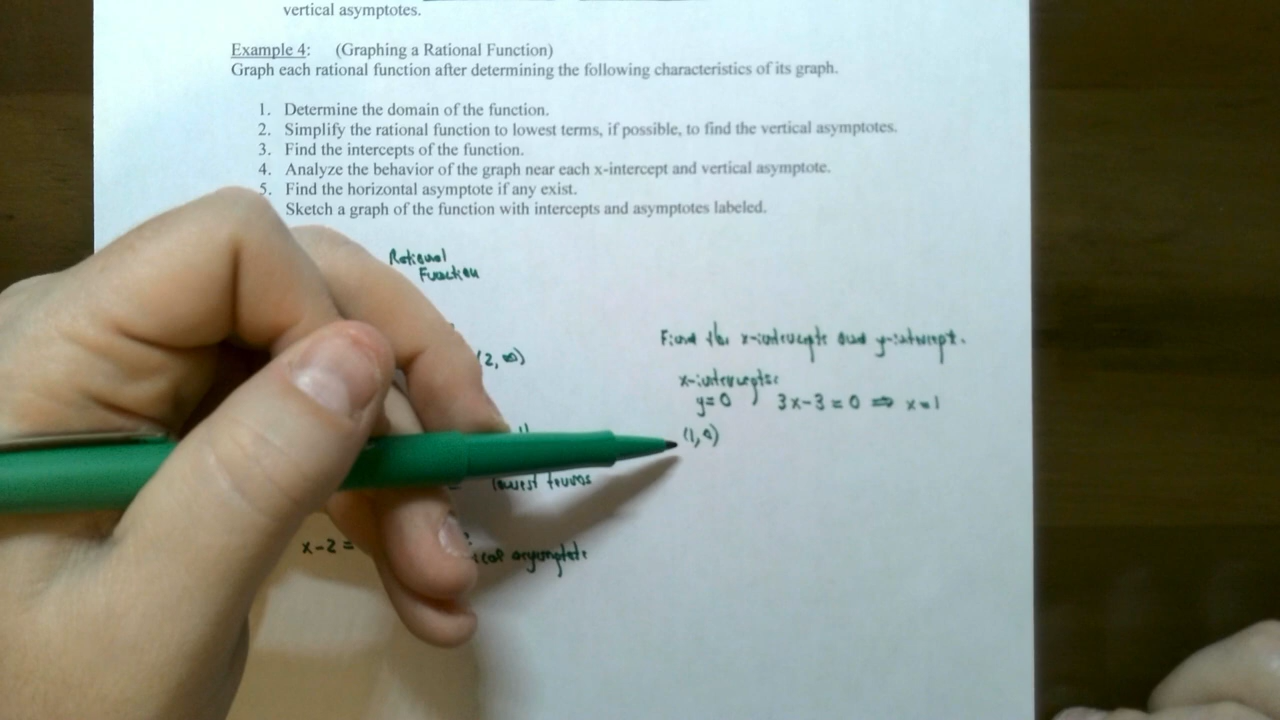 vertical asymptotes.
Example 4: (Graphing a Rational Function)
Graph each rational function after determining the following characteristics of its graph.
1. Determine the domain of the function.
2. Simplify the rational function to lowest terms, if possible, to find the vertical asymptotes.
3. Find the intercepts of the function.
4. Analyze the behavior of the graph near each x-intercept and vertical asymptote.
5. Find the horizontal asymptote if any exist.
Sketch a graph of the function with intercepts and asymptotes labeled.
Rational
Function
(2, ∞)
lowest terms
x-2 =
ical asymptote
Find the x-intercepts and y-intercept.
x-intercepts:
y=0 , 3x-3=0 ⇒ x=1
(1,0)